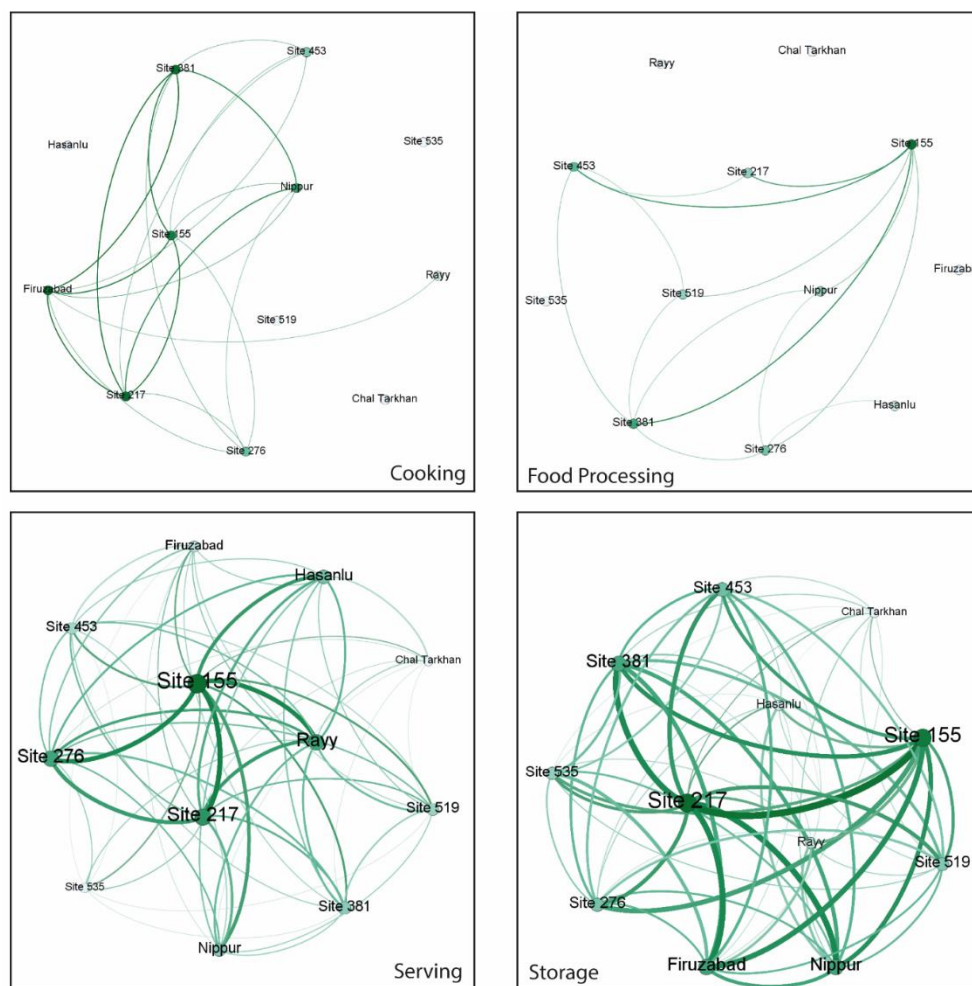 Site 453
Site 381
Hasanlu
Site 535
Nippur
Site 155
Rayy
Firuzabad
Site 519
Site 217
Chal Tarkhan
Site 276
Cooking
Chal Tarkhan
Rayy
Site 155
Site 453
Site 217
Firuzab
Nippur
Site 519
Site 535
Hasanlu
Site 381
Site 276
Food Processing
Firuzabad
Hasanlu
Site 453
Chal Tarkhan
Site 155
Rayy
Site 276
Site 519
Site 217
Site 535
Site 381
Nippur
Serving
Site 453
Chal Tarkhan
Site 381
Hasanlu
Site 155
Site 535
Site 217
Rayy
Site 519
Site 276
Firuzabad
Nippur
Storage